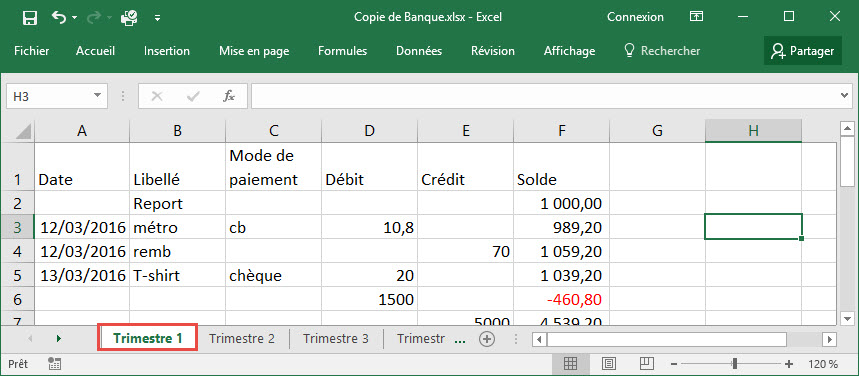 Copie de Banque.xlsx - Excel Connexion
Fichier Accueil Insertion Mise en page Formules Données Révision Affichage Rechercher Partager
H3 fx
A B C D E F G H
1 Date Libellé Mode de paiement Débit Crédit Solde
2 Report 1 000,00
3 12/03/2016 métro cb 10,8 989,20
4 12/03/2016 remb 70 1 059,20
5 13/03/2016 T-shirt chèque 20 1 039,20
6 1500 -460,80
7 5000 4 539,20
Trimestre 1 Trimestre 2 Trimestre 3 Trimestr ...
Prêt 120 %